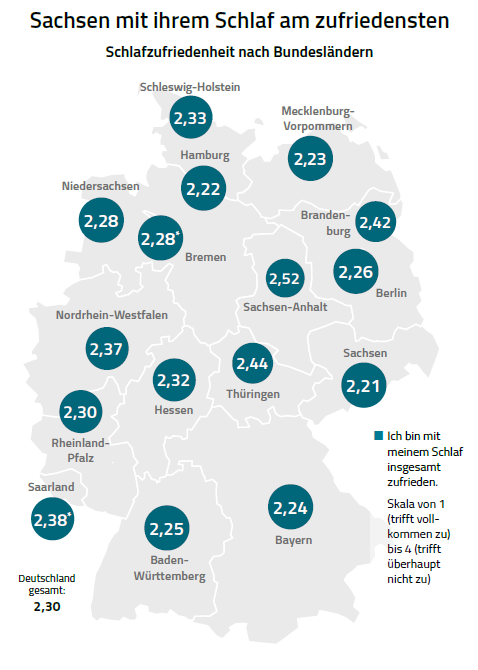 Sachsen mit ihrem Schlaf am zufriedensten
Schlafzufriedenheit nach Bundesländern
Schleswig-Holstein
2,33
Mecklenburg-
Vorpommern
2,23
Hamburg
2,22
Niedersachsen
2,28
Branden-
burg
2,42
2,28*
Bremen
2,26
Berlin
2,52
Sachsen-Anhalt
Nordrhein-Westfalen
2,37
Sachsen
2,21
2,44
Thüringen
2,32
Hessen
2,30
Rheinland-
Pfalz
Ich bin mit
meinem Schlaf
insgesamt
zufrieden.
Skala von 1
(trifft voll-
kommen zu)
bis 4 (trifft
überhaupt
nicht zu)
Saarland
2,38*
2,25
Baden-
Württemberg
2,24
Bayern
Deutschland
gesamt:
2,30